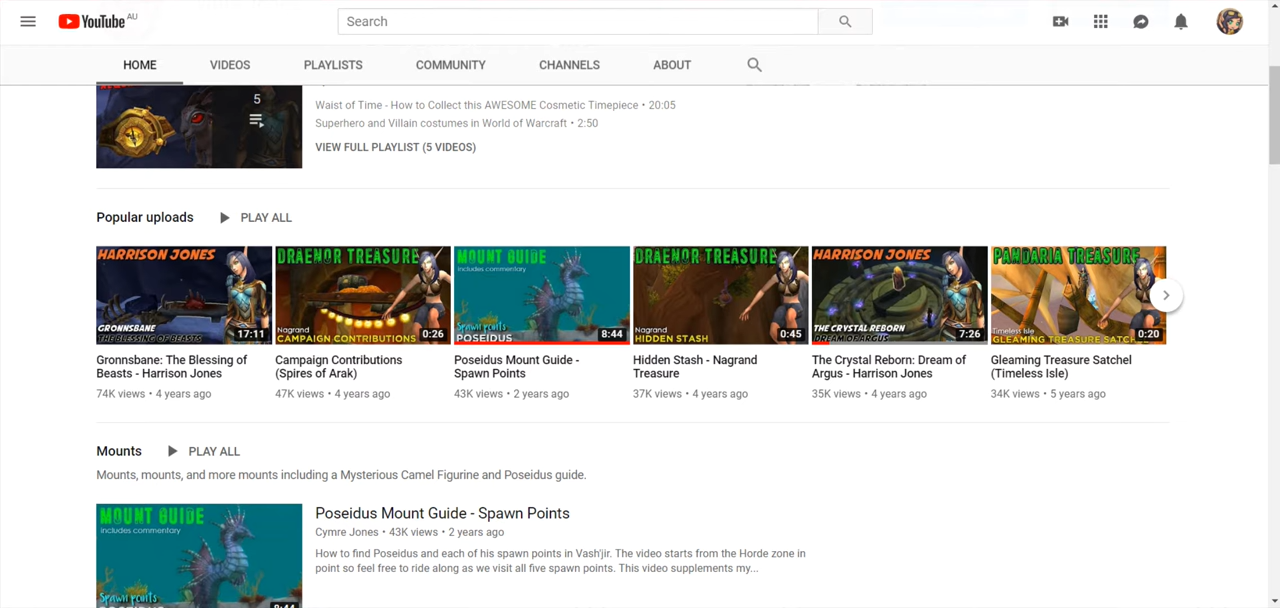 YouTube AU
Search
HOME VIDEOS PLAYLISTS COMMUNITY CHANNELS ABOUT
5
Waist of Time - How to Collect this AWESOME Cosmetic Timepiece • 20:05
Superhero and Villain costumes in World of Warcraft • 2:50
VIEW FULL PLAYLIST (5 VIDEOS)
Popular uploads PLAY ALL
HARRISON JONES
GRONNSBANE
THE BLESSING OF BEASTS
17:11
Gronnsbane: The Blessing of
Beasts - Harrison Jones
74K views • 4 years ago
DRAENOR TREASURE
Nagrand
CAMPAIGN CONTRIBUTIONS
0:26
Campaign Contributions
(Spires of Arak)
47K views • 4 years ago
MOUNT GUIDE
includes commentary
Spawn points
POSEIDUS
8:44
Poseidus Mount Guide -
Spawn Points
43K views • 2 years ago
DRAENOR TREASURE
Nagrand
HIDDEN STASH
0:45
Hidden Stash - Nagrand
Treasure
37K views • 4 years ago
HARRISON JONES
THE CRYSTAL REBORN
DREAM OF ARGUS
7:26
The Crystal Reborn: Dream of
Argus - Harrison Jones
35K views • 4 years ago
PANDARIA TREASURE
Timeless Isle
GLEAMING TREASURE SATCHEL
0:20
Gleaming Treasure Satchel
(Timeless Isle)
34K views • 5 years ago
Mounts PLAY ALL
Mounts, mounts, and more mounts including a Mysterious Camel Figurine and Poseidus guide.
MOUNT GUIDE
includes commentary
Spawn points
POSEIDUS
8:44
Poseidus Mount Guide - Spawn Points
Cymre Jones • 43K views • 2 years ago
How to find Poseidus and each of his spawn points in Vash'jir. The video starts from the Horde zone in
point so feel free to ride along as we visit all five spawn points. This video supplements my...